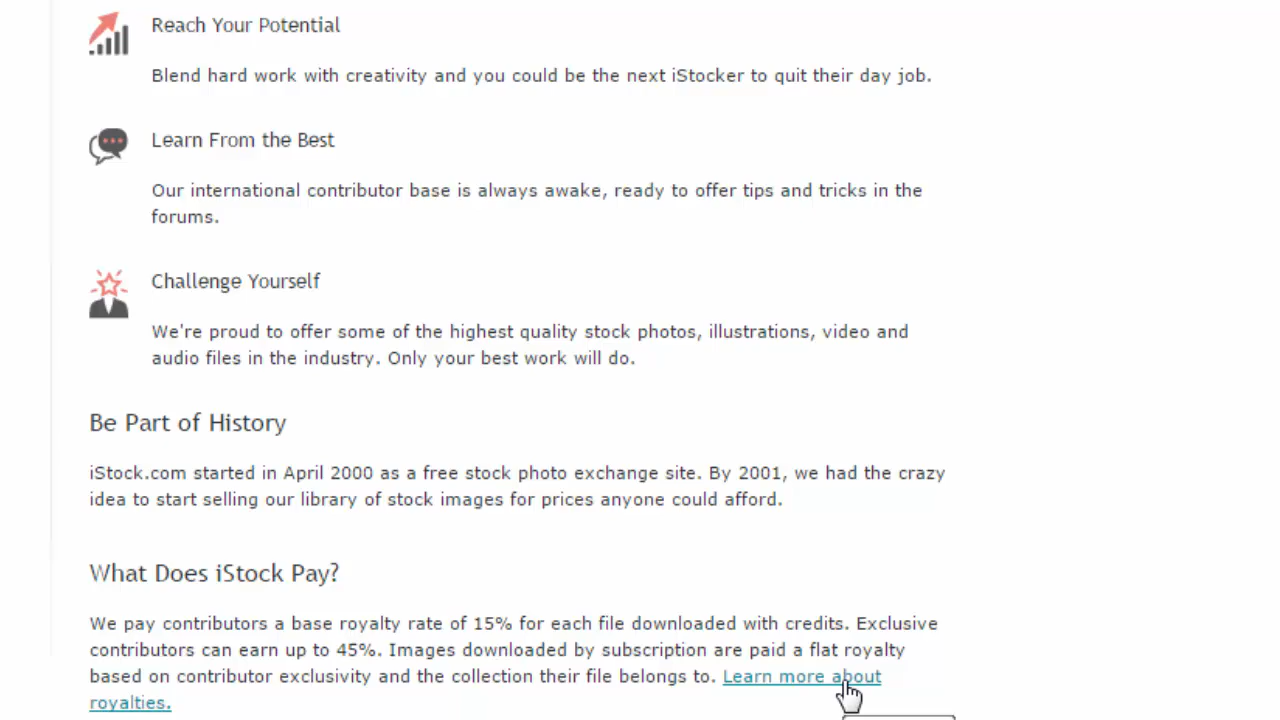 Reach Your Potential
Blend hard work with creativity and you could be the next iStocker to quit their day job.
Learn From the Best
Our international contributor base is always awake, ready to offer tips and tricks in the
forums.
Challenge Yourself
We're proud to offer some of the highest quality stock photos, illustrations, video and
audio files in the industry. Only your best work will do.
Be Part of History
iStock.com started in April 2000 as a free stock photo exchange site. By 2001, we had the crazy
idea to start selling our library of stock images for prices anyone could afford.
What Does iStock Pay?
We pay contributors a base royalty rate of 15% for each file downloaded with credits. Exclusive
contributors can earn up to 45%. Images downloaded by subscription are paid a flat royalty
based on contributor exclusivity and the collection their file belongs to. Learn more about
royalties.